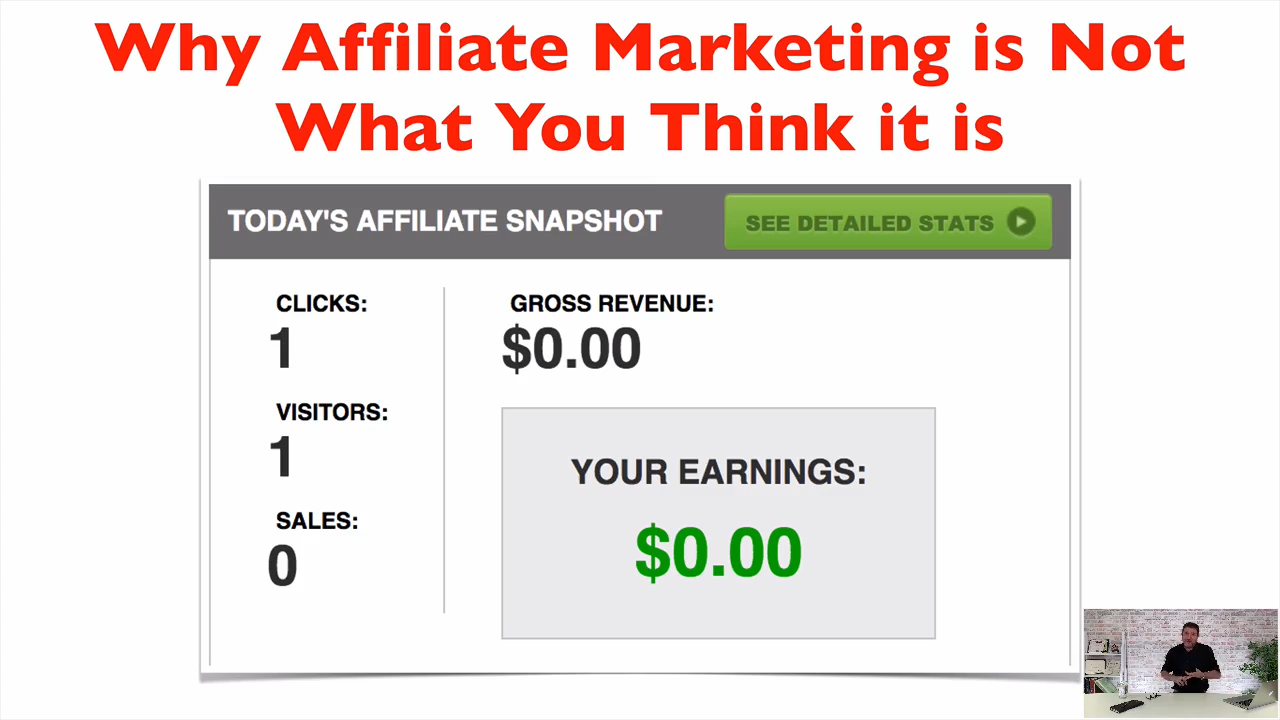 Why Affiliate Marketing is Not
What You Think it is
TODAY'S AFFILIATE SNAPSHOT
SEE DETAILED STATS
CLICKS:
1
VISITORS:
1
SALES:
0
GROSS REVENUE:
$0.00
YOUR EARNINGS:
$0.00